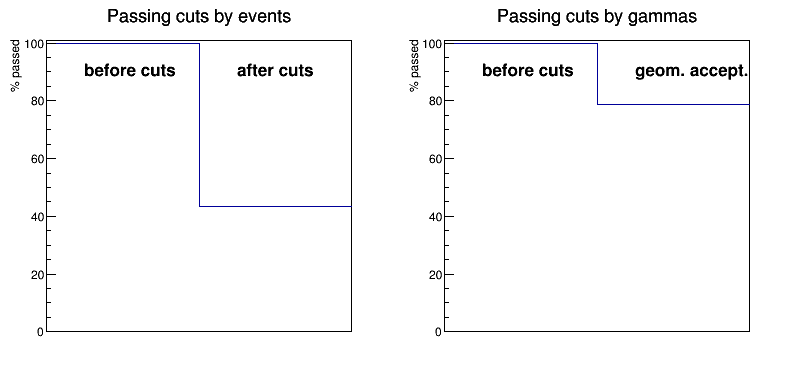 Passing cuts by events
% passed
100
80
60
40
20
0
before cuts
after cuts
Passing cuts by gammas
% passed
100
80
60
40
20
0
before cuts
geom. accept.